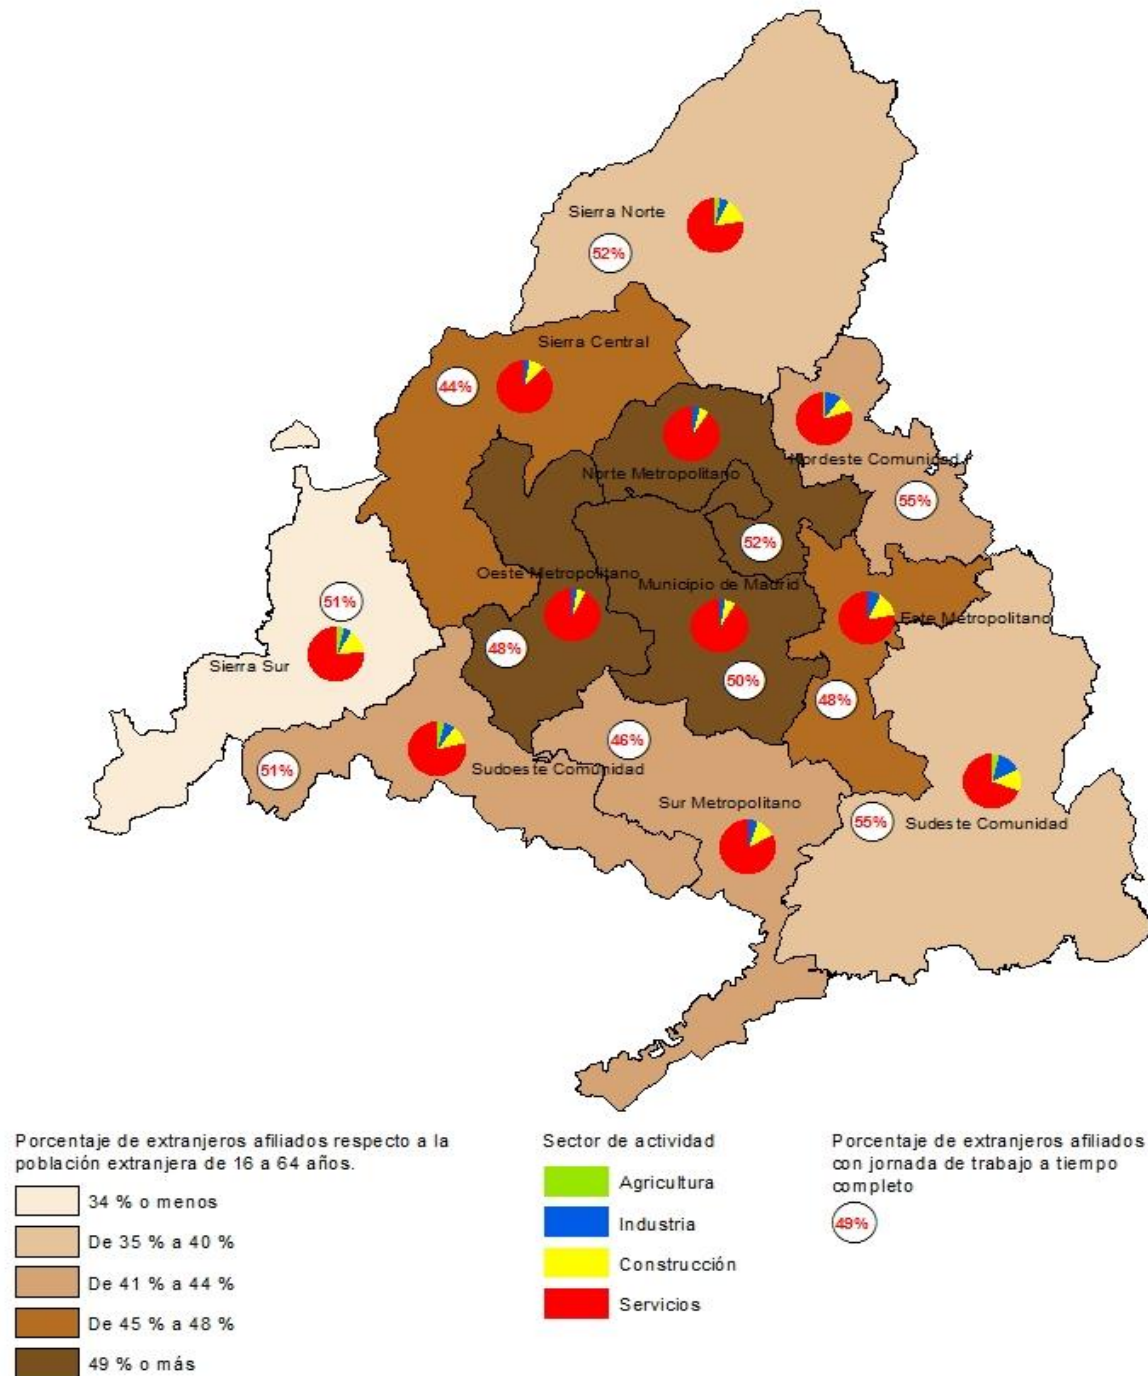 Sierra Norte
52%
Sierra Central
44%
Nordeste Comunidad
Norte Metropolitano
55%
52%
Oeste Metropolitano
Municipio de Madrid
51%
Este Metropolitano
Sierra Sur
48%
50%
48%
46%
51%
Sudoeste Comunidad
Sur Metropolitano
55%
Sudeste Comunidad
Porcentaje de extranjeros afiliados respecto a la
población extranjera de 16 a 64 años.
34 % o menos
De 35 % a 40 %
De 41 % a 44 %
De 45 % a 48 %
49 % o más
Sector de actividad
Agricultura
Industria
Construcción
Servicios
Porcentaje de extranjeros afiliados
con jornada de trabajo a tiempo
completo
49%